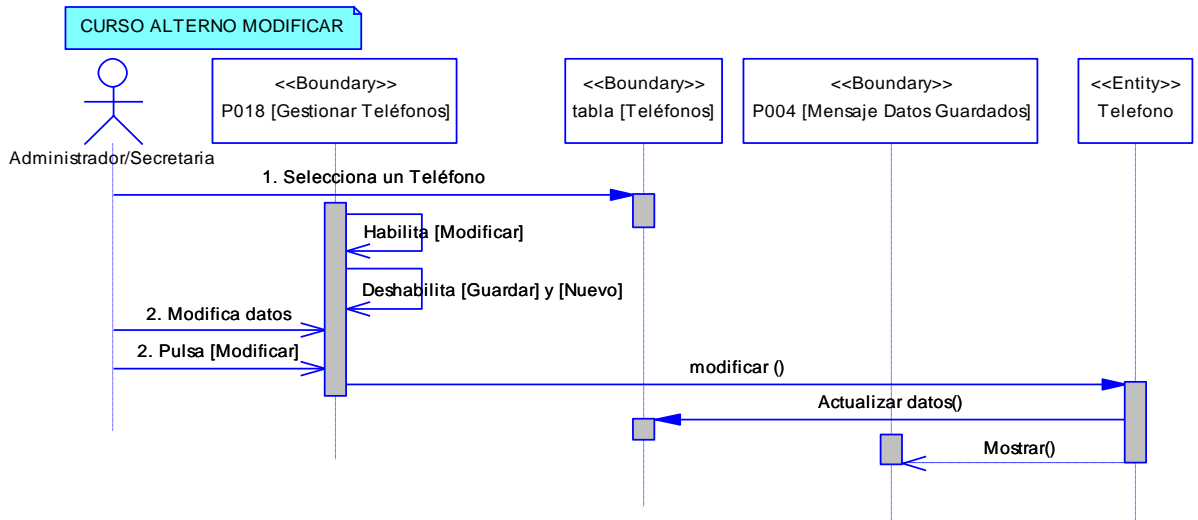 CURSO ALTERNO MODIFICAR
<<Boundary>>
P018 [Gestionar Teléfonos]
<<Boundary>>
tabla [Teléfonos]
<<Boundary>>
P004 [Mensaje Datos Guardados]
<<Entity>>
Telefono
Administrador/Secretaria
1. Selecciona un Teléfono
Habilita [Modificar]
Deshabilita [Guardar] y [Nuevo]
2. Modifica datos
2. Pulsa [Modificar]
modificar ()
Actualizar datos()
Mostrar()